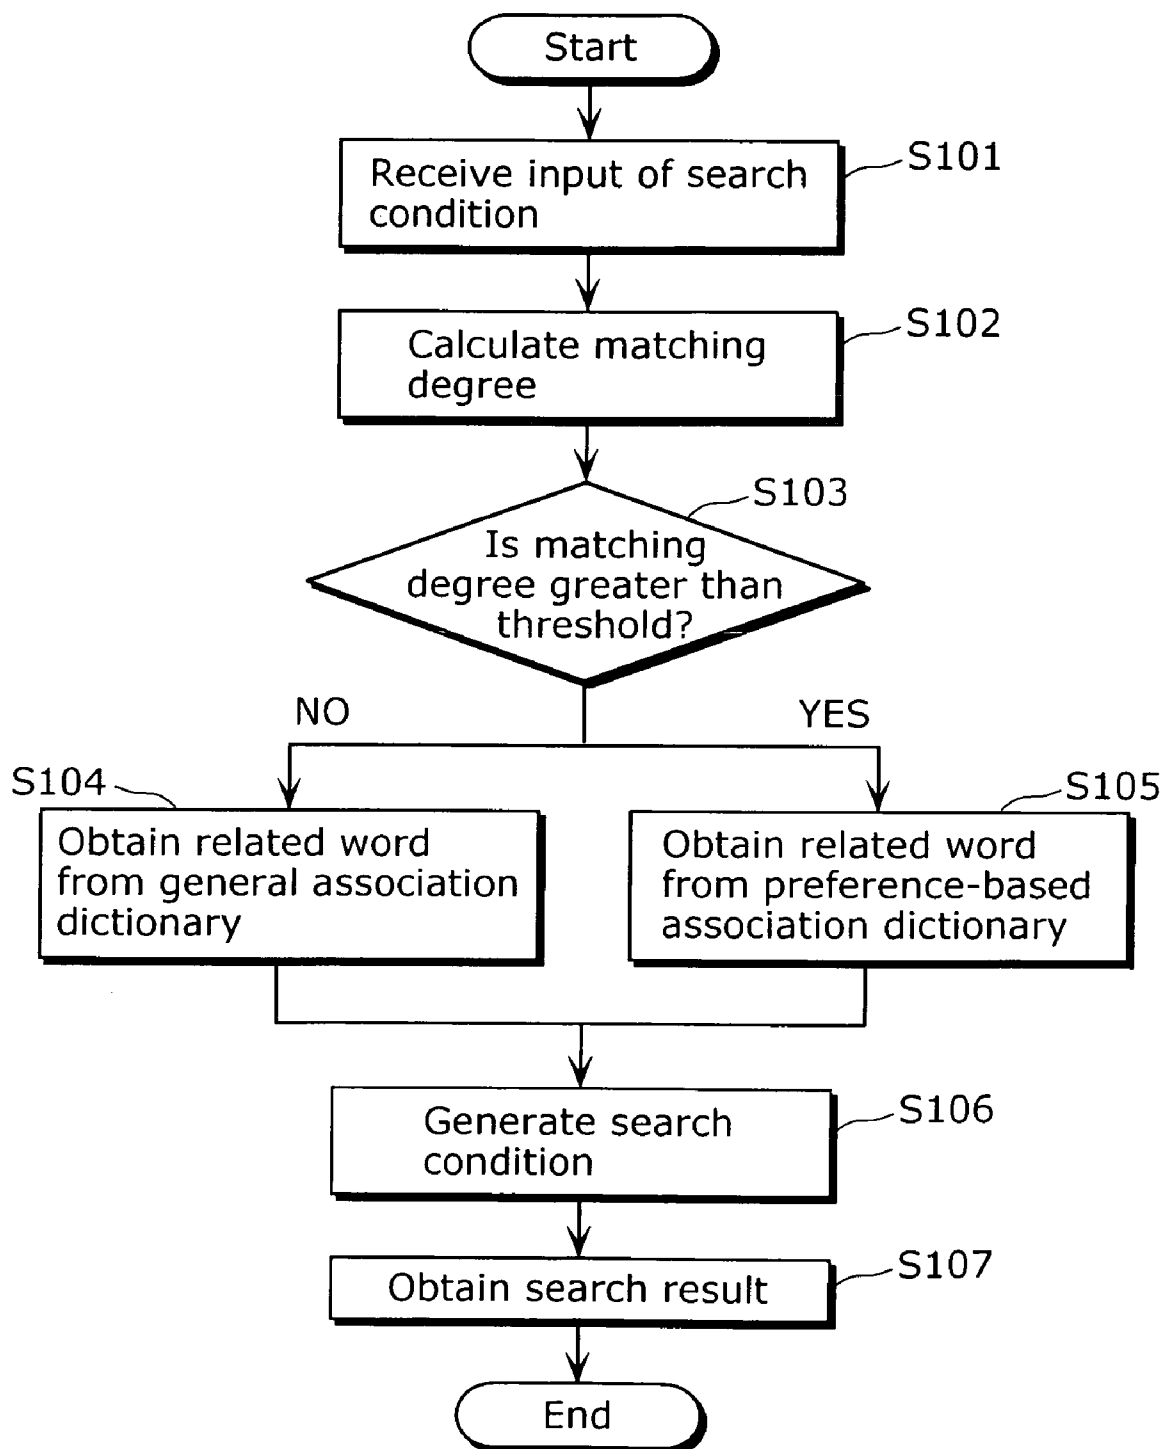 Start
S101
Receive input of search
condition
S102
Calculate matching
degree
S103
Is matching
degree greater than
threshold?
NO
YES
S104
Obtain related word
from general association
dictionary
S105
Obtain related word
from preference-based
association dictionary
S106
Generate search
condition
S107
Obtain search result
End